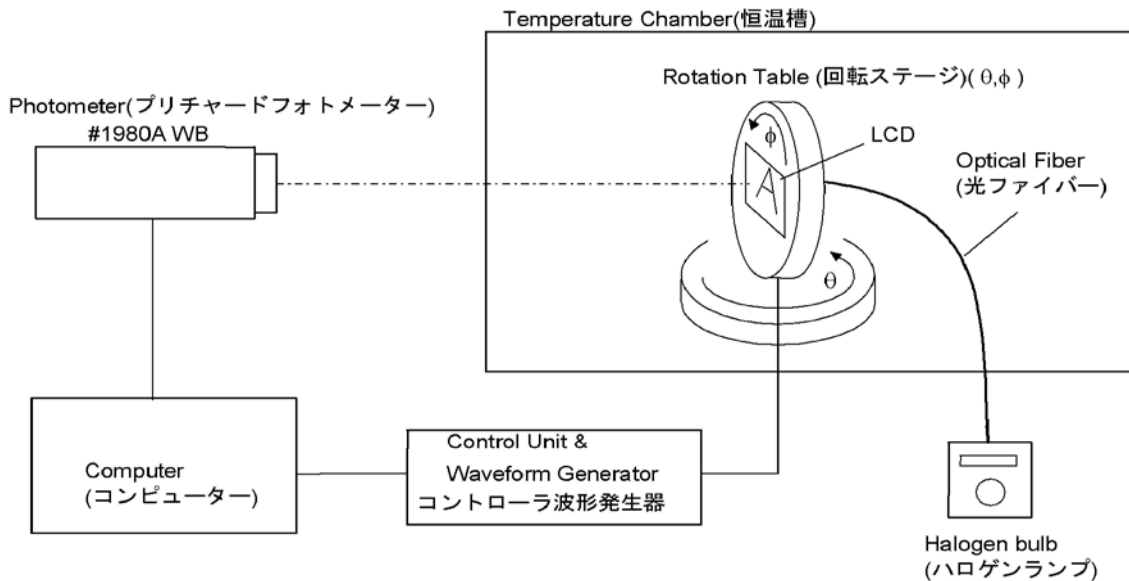 Temperature Chamber(恒温槽)
Rotation Table (回転ステージ)( θ,ϕ )
Photometer(プリチャードフォトメーター)
#1980A WB
ϕ
LCD
A
Optical Fiber
(光ファイバー)
θ
Computer
(コンピューター)
Control Unit &
Waveform Generator
コントローラ波形発生器
Halogen bulb
(ハロゲンランプ)